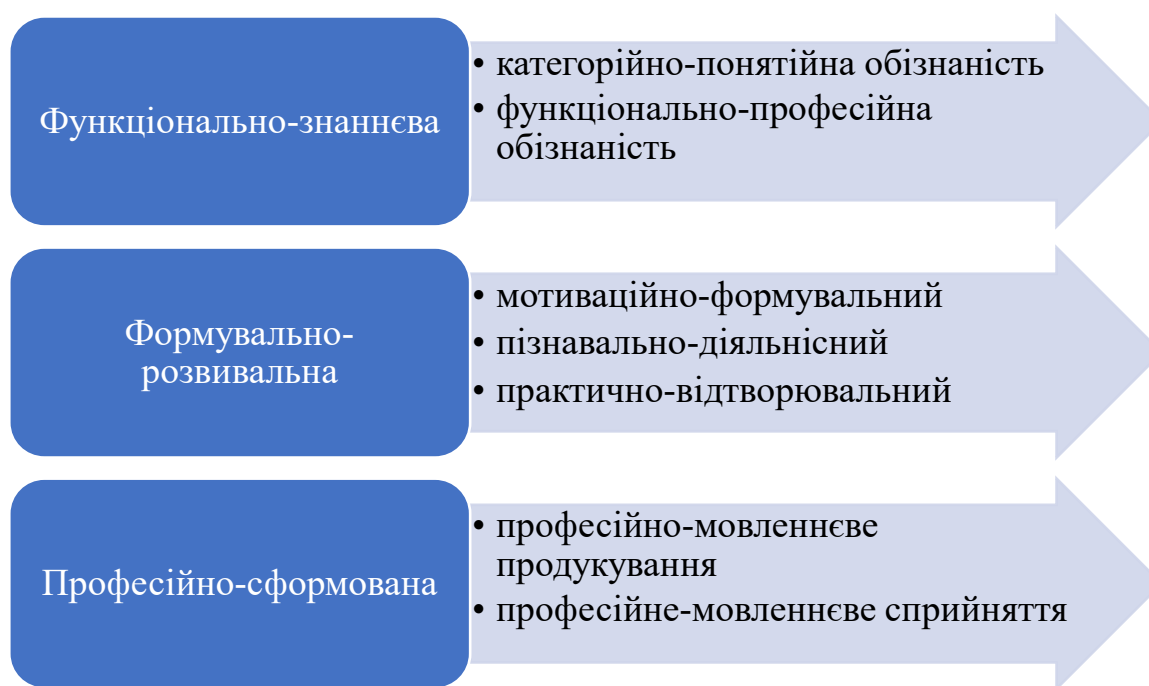 Функціонально-знаннєва
• категорійно-понятійна обізнаність
• функціонально-професійна
обізнаність
Формувально-
розвивальна
• мотиваційно-формувальний
• пізнавально-діяльнісний
• практично-відтворювальний
Професійно-сформована
• професійно-мовленнєве
продукування
• професійне-мовленнєве сприйняття